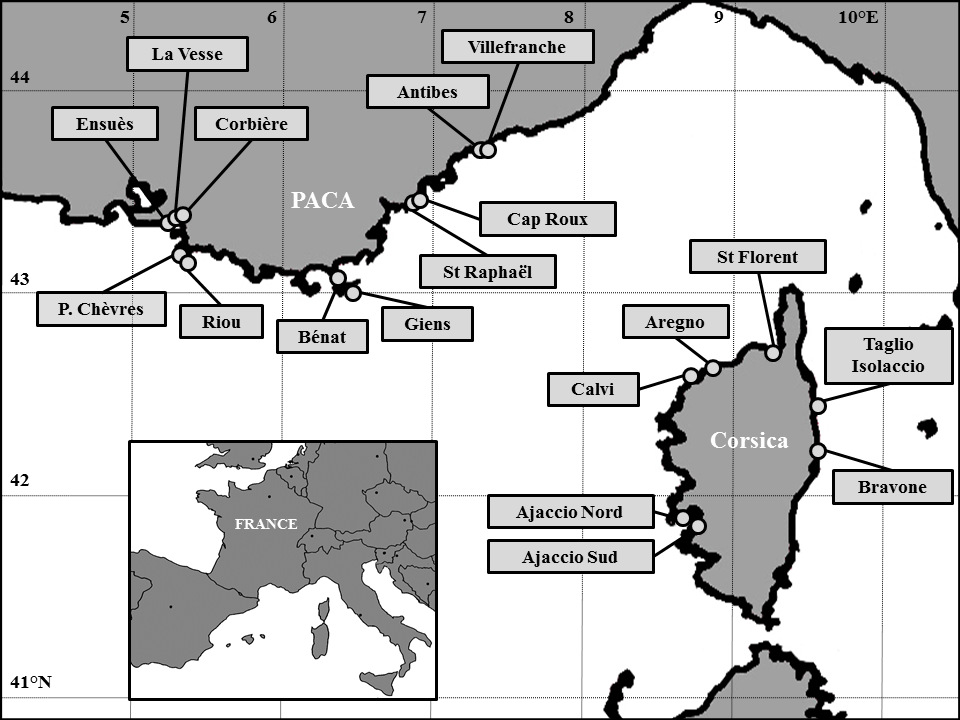 5 6 7 8 9 10°E
La Vesse
Villefranche
44
Antibes
Ensuès
Corbière
PACA
Cap Roux
St Florent
St Raphaël
43
P. Chèvres
Riou
Bénat
Giens
Aregno
Taglio
Isolaccio
Calvi
Corsica
42
Bravone
Ajaccio Nord
FRANCE
Ajaccio Sud
41°N